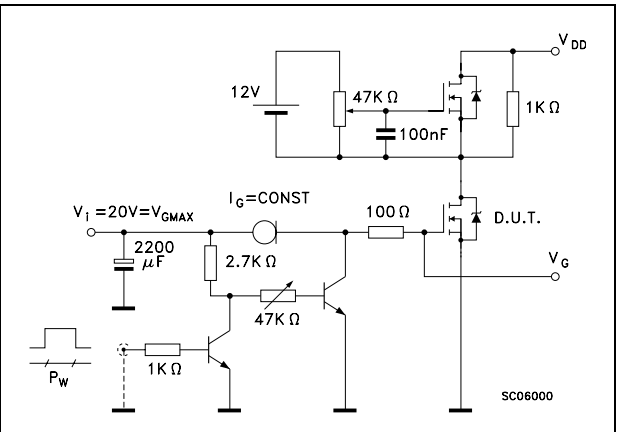 V DD
12V
47K Ω
1K Ω
100nF
I G =CONST
V i =20V=V GMAX
100 Ω
D.U.T.
2200
μF
2.7K Ω
V G
47K Ω
1K Ω
P W
SC06000